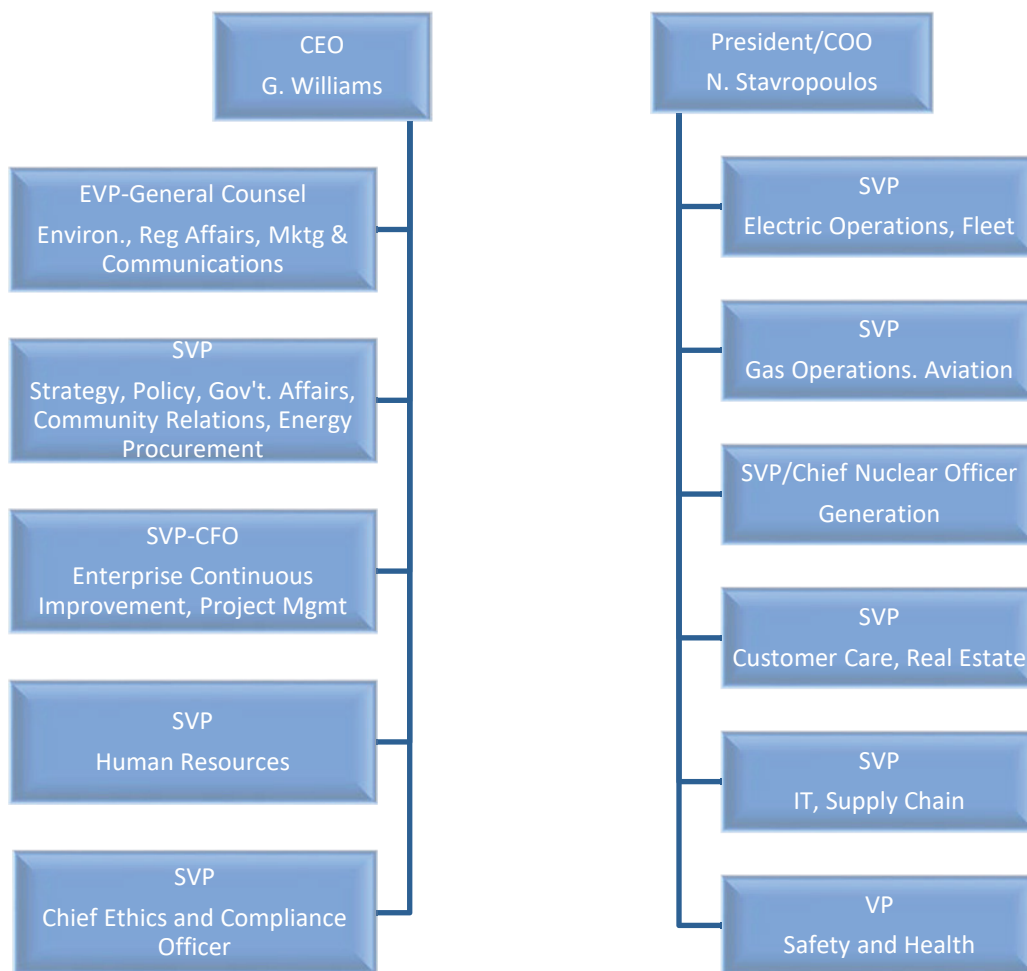 CEO
G. Williams
EVP-General Counsel
Environ., Reg Affairs, Mktg &
Communications
SVP
Strategy, Policy, Gov't. Affairs,
Community Relations, Energy
Procurement
SVP-CFO
Enterprise Continuous
Improvement, Project Mgmt
SVP
Human Resources
SVP
Chief Ethics and Compliance
Officer
President/COO
N. Stavropoulos
SVP
Electric Operations, Fleet
SVP
Gas Operations. Aviation
SVP/Chief Nuclear Officer
Generation
SVP
Customer Care, Real Estate
SVP
IT, Supply Chain
VP
Safety and Health